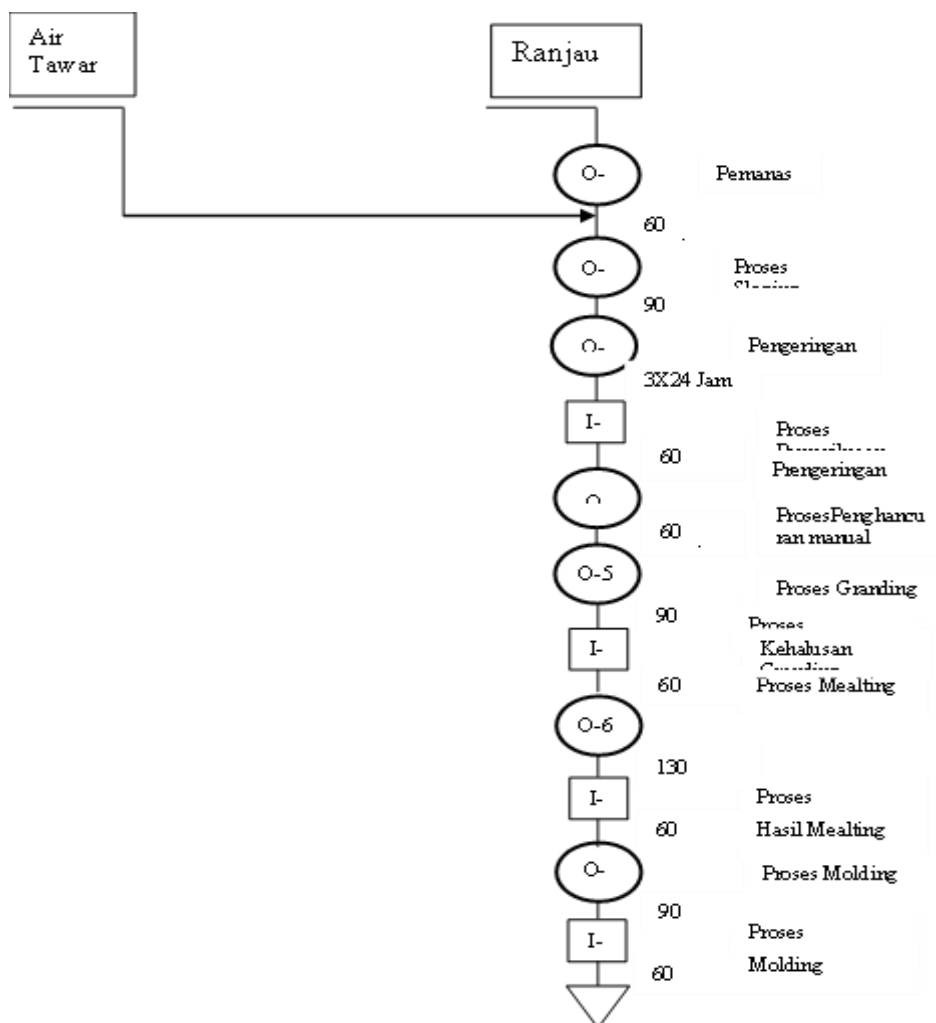 Air
Tawar
Ranjau
O-
Pemanas
60
O-
Proses
90
O-
Pengeringan
3X24 Jam
I-
Proses
60
Prengeringan
60
ProsesPenghancu
ran manual
O-5
Proses Granding
90
Proses
I-
Kehalusan
60
Proses Mealting
O-6
130
I-
Proses
60
Hasil Mealting
O-
Proses Molding
90
I-
Proses
60
Molding